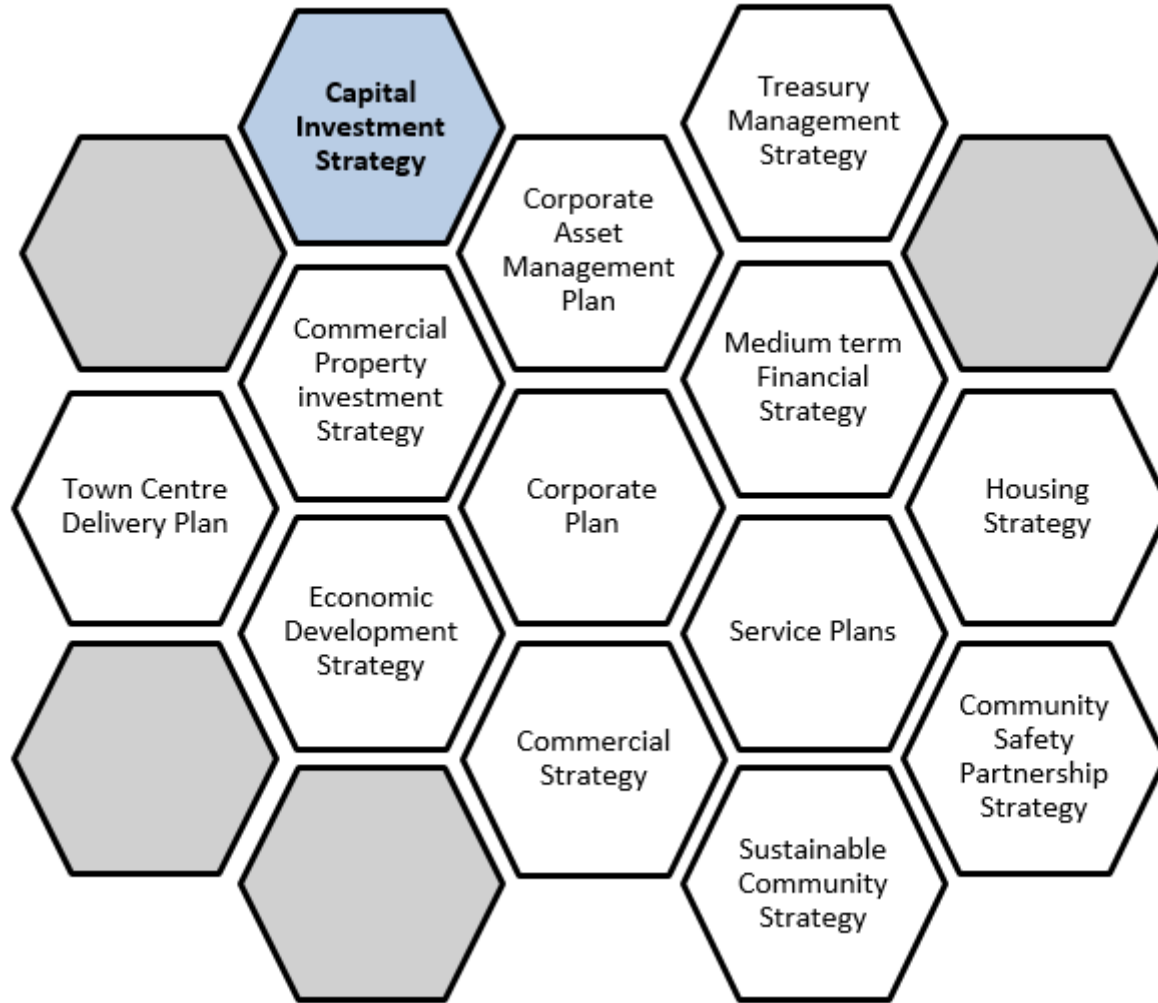 Capital
Investment
Strategy
Treasury
Management
Strategy
Corporate
Asset
Management
Plan
Commercial
Property
investment
Strategy
Medium term
Financial
Strategy
Town Centre
Delivery Plan
Corporate
Plan
Housing
Strategy
Economic
Development
Strategy
Service Plans
Commercial
Strategy
Community
Safety
Partnership
Strategy
Sustainable
Community
Strategy